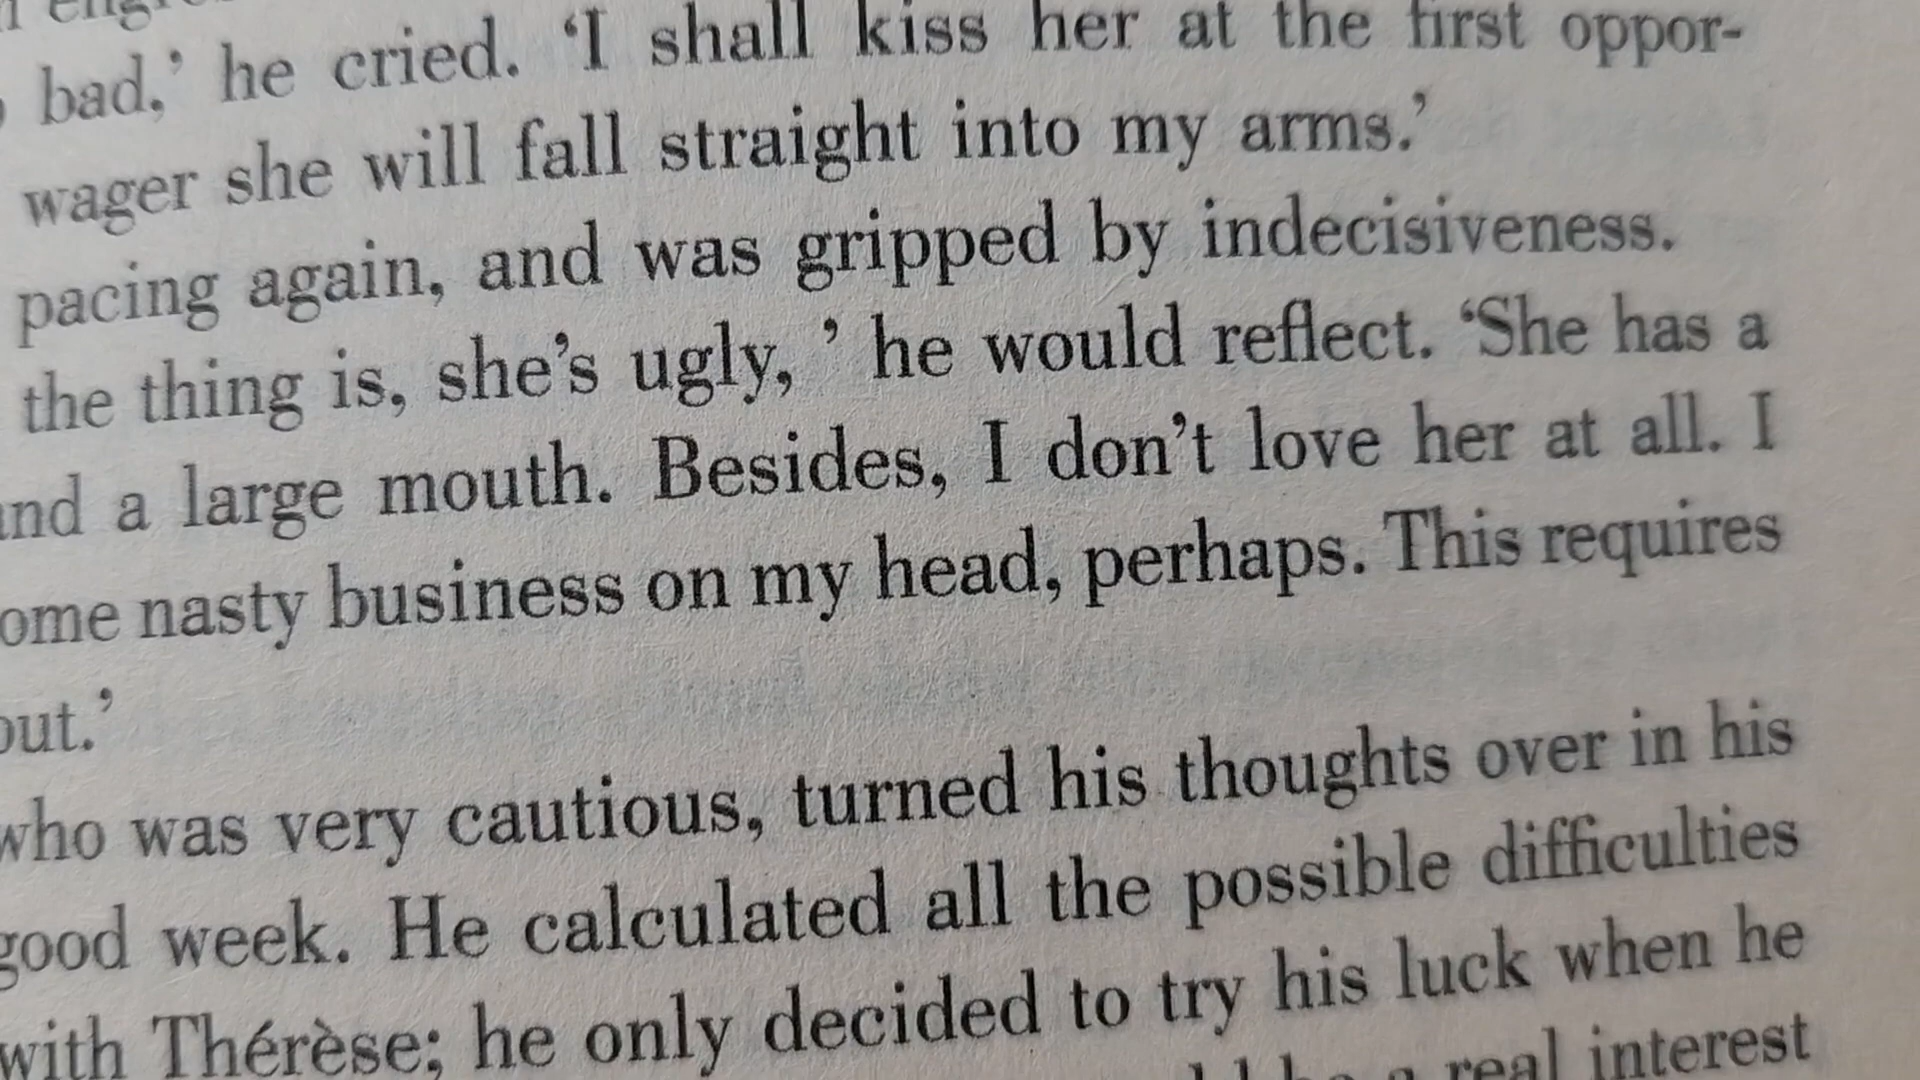 bad,’ he cried. ‘I shall kiss her at the first oppor-
wager she will fall straight into my arms.’
pacing again, and was gripped by indecisiveness.
the thing is, she’s ugly, ’ he would reflect. ‘She has a
nd a large mouth. Besides, I don’t love her at all. I
ome nasty business on my head, perhaps. This requires
out.’
who was very cautious, turned his thoughts over in his
good week. He calculated all the possible difficulties
with Thérèse; he only decided to try his luck when he
a real interest